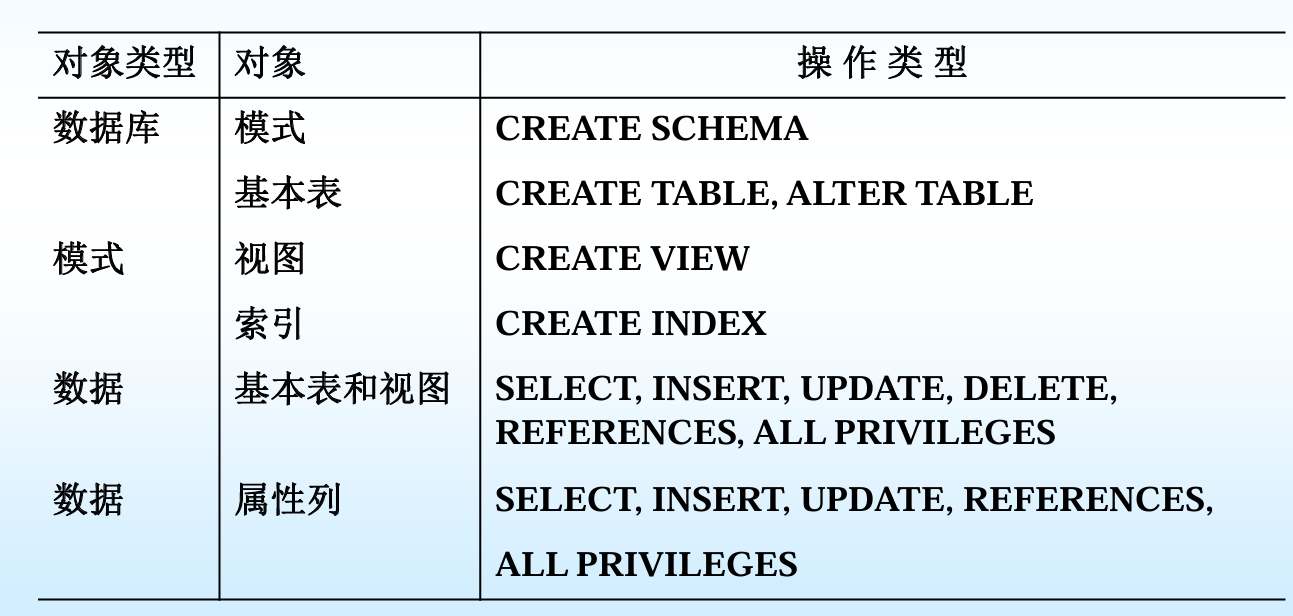 对象类型 对象 操 作 类 型
数据库 模式 CREATE SCHEMA
基本表 CREATE TABLE, ALTER TABLE
模式 视图 CREATE VIEW
索引 CREATE INDEX
数据 基本表和视图 SELECT, INSERT, UPDATE, DELETE,
REFERENCES, ALL PRIVILEGES
数据 属性列 SELECT, INSERT, UPDATE, REFERENCES,
ALL PRIVILEGES